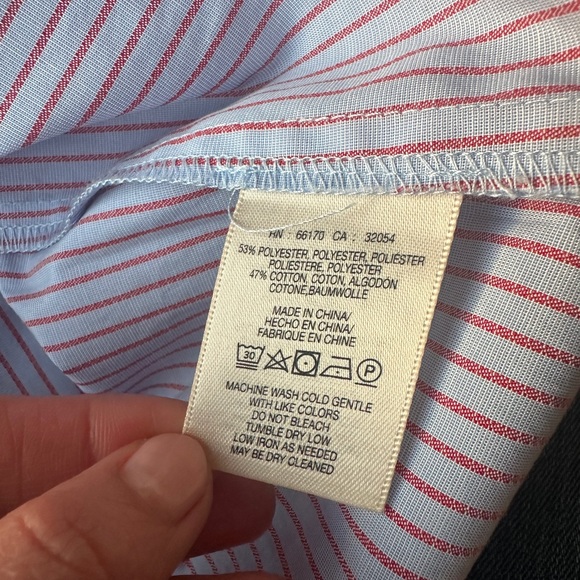 RN : 66170 CA : 32054
53% POLYESTER, POLYESTER, POLIESTER
POLIESTERE, POLYESTER
47% COTTON, COTON, ALGODÓN
COTONE,BAUMWOLLE
MADE IN CHINA/
HECHO EN CHINA/
FABRIQUE EN CHINE
30 P
MACHINE WASH COLD GENTLE
WITH LIKE COLORS
DO NOT BLEACH
TUMBLE DRY LOW
LOW IRON AS NEEDED
MAY BE DRY CLEANED